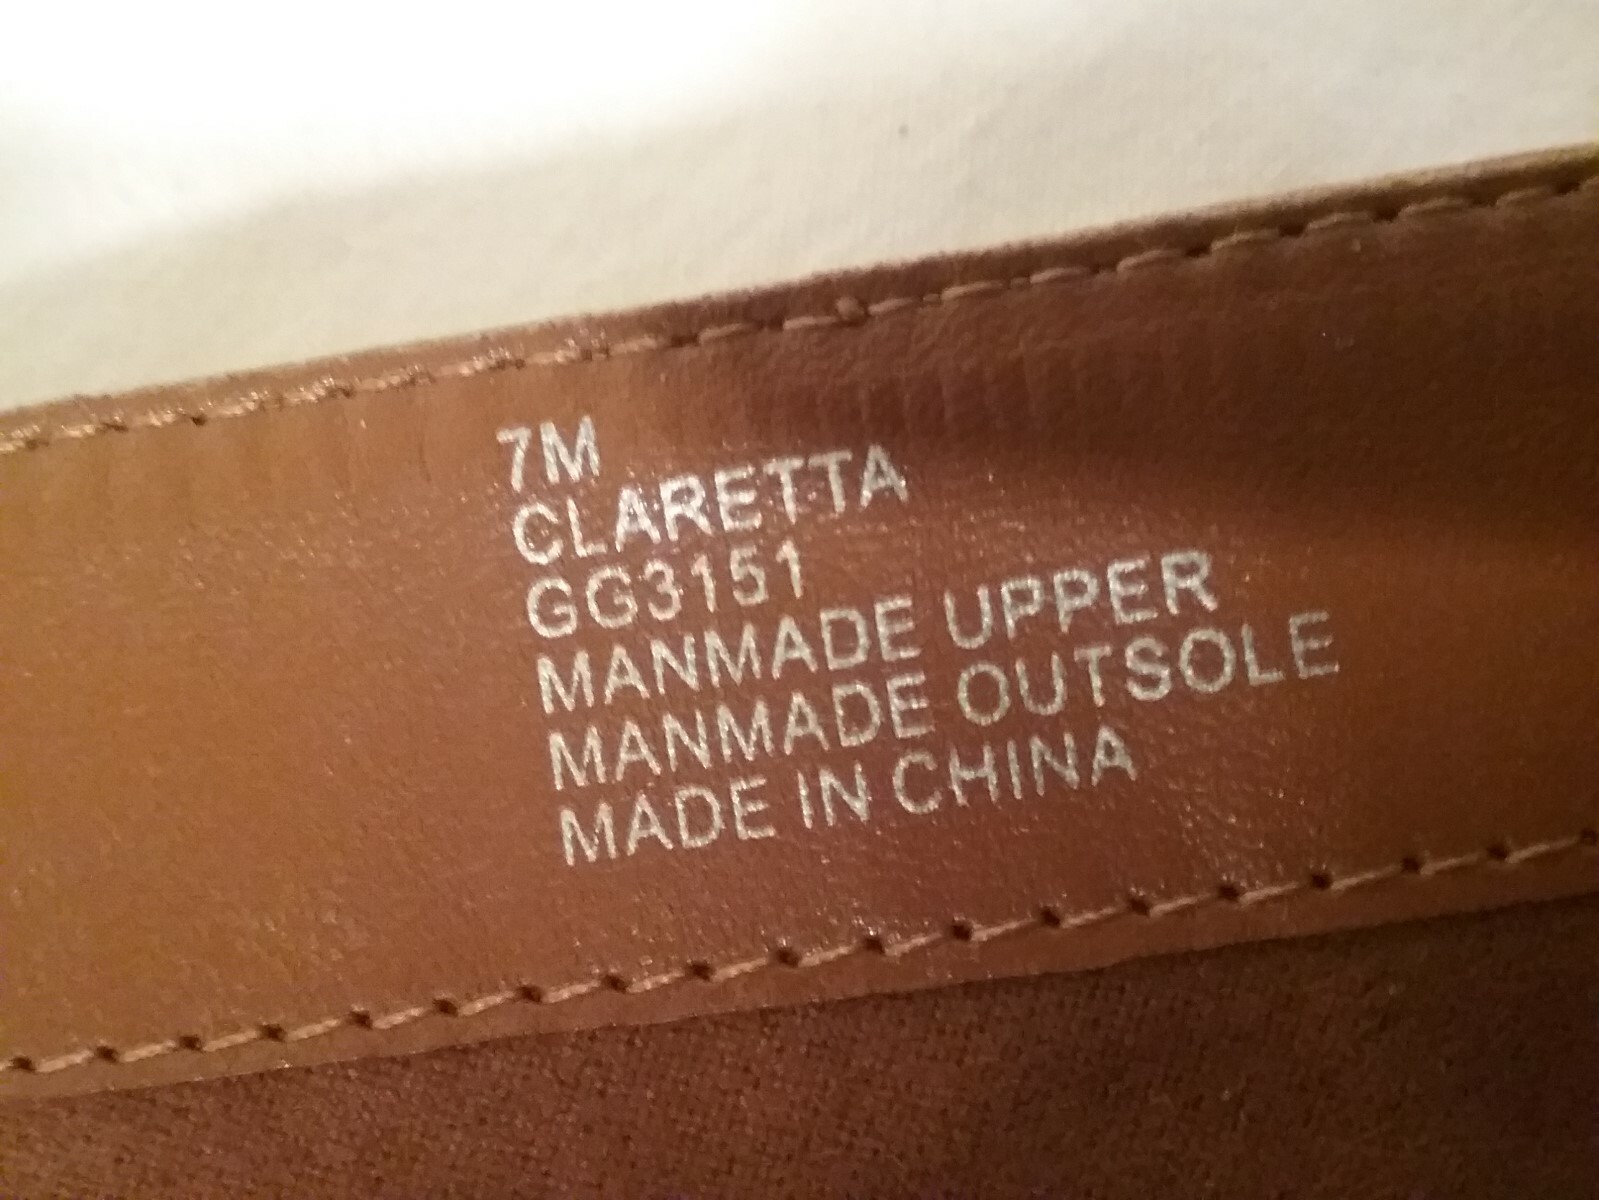 7M
CLARETTA
GG3151
MANMADE UPPER
MANMADE OUTSOLE
MADE IN CHINA